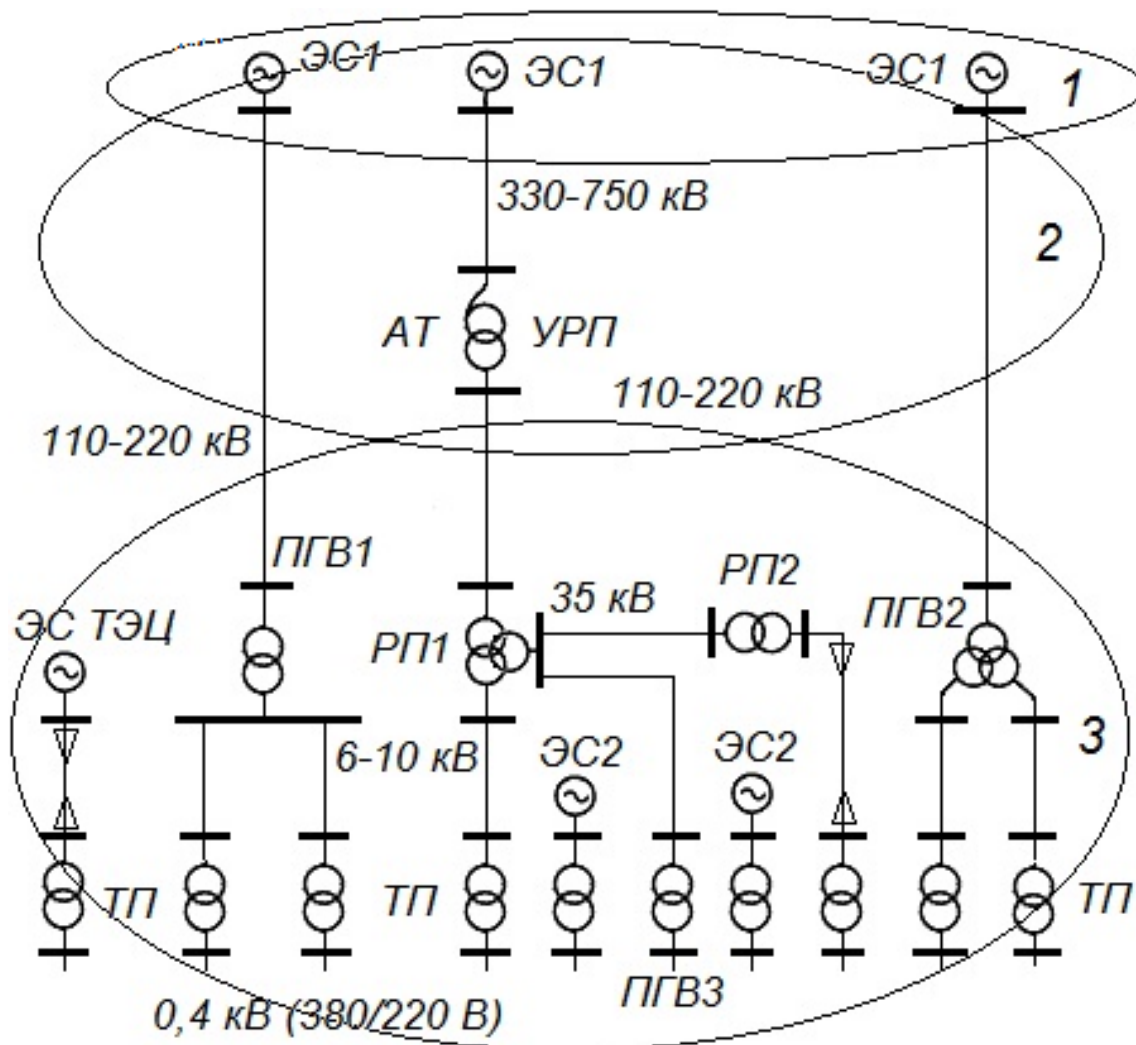 ЭС1
ЭС1
ЭС1
1
330-750 кВ
2
АТ
УРП
110-220 кВ
110-220 кВ
ПГВ1
РП2
35 кВ
ПГВ2
ЭС ТЭЦ
РП1
6-10 кВ
ЭС2
ЭС2
3
ТП
ТП
ТП
ПГВ3
0,4 кВ (380/220 В)